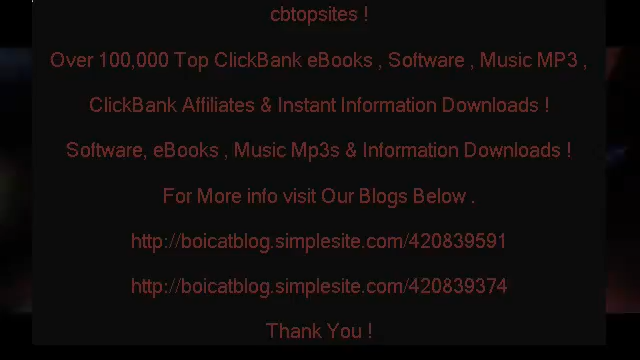 cbtopsites !
Over 100,000 Top ClickBank eBooks , Software , Music MP3 ,
ClickBank Affiliates & Instant Information Downloads !
Software, eBooks , Music Mp3s & Information Downloads !
For More info visit Our Blogs Below .
http://boicatblog.simplesite.com/420839591
http://boicatblog.simplesite.com/420839374
Thank You !